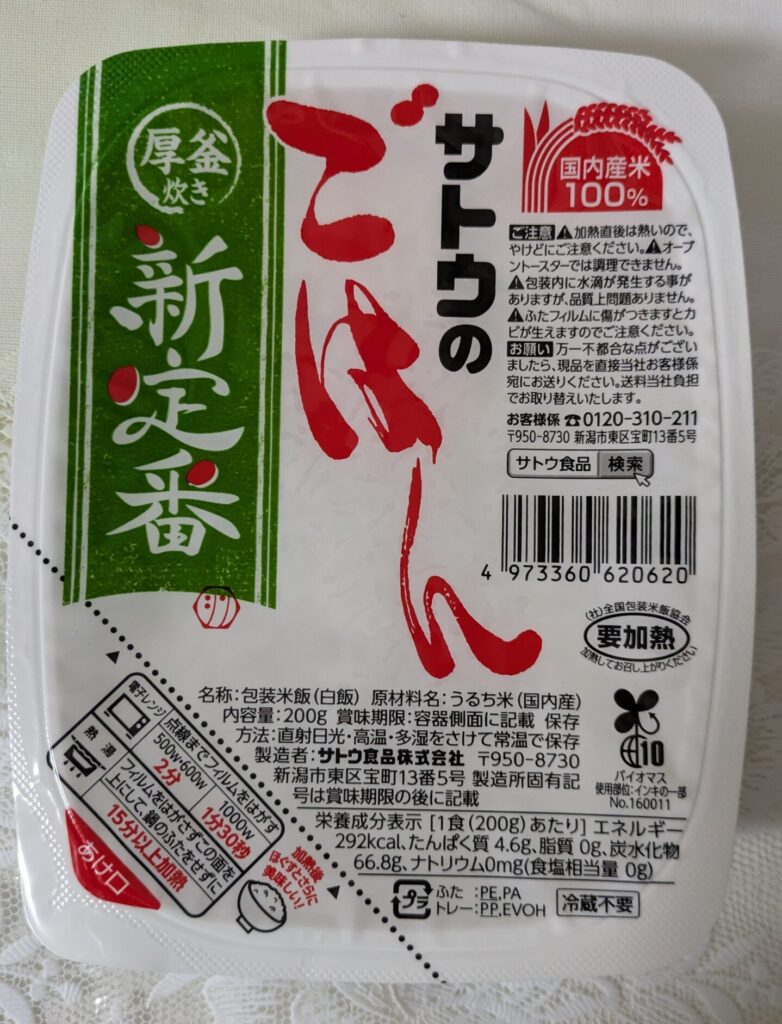 厚釜
炊き
新定番
サトウの
ごはん
国内産米
100%
ご注意 ⚠加熱直後は熱いので、
やけどにご注意ください。⚠オーブ
ントースターでは調理できません。
⚠包装内に水滴が発生する事が
ありますが、品質上問題ありません。
⚠ふたフィルムに傷がつきますとカ
ビが生えますのでご注意ください。
お願い 万一不都合な点がござい
ましたら、現品を直接当社お客様係
宛にお送りください。送料当社負担
でお取り替えいたします。
お客様係 ☎0120-310-211
〒950-8730 新潟市東区宝町13番5号
サトウ食品 検索
4 973360 620620
(社)全国包装米飯協会
要加熱
加熱してお召し上がりください
名称:包装米飯(白飯) 原材料名:うるち米(国内産)
内容量:200g 賞味期限:容器側面に記載 保存
方法:直射日光・高温・多湿をさけて常温で保存
製造者:サトウ食品株式会社 〒950-8730
新潟市東区宝町13番5号 製造所固有記
号は賞味期限の後に記載
10
バイオマス
使用部位:インキの一部
No.160011
栄養成分表示 [1食(200g)あたり] エネルギー
292kcal、たんぱく質 4.6g、脂質 0g、炭水化物
66.8g、ナトリウム0mg(食塩相当量 0g)
プラ
ふた :PE,PA
トレー:PP,EVOH
冷蔵不要
電子レンジ
点線までフィルムをはがす
500w・600w 1000W
2分 1分30秒
熱湯
フィルムをはがさずこの面を
上にして、鍋のふたをせずに
15分以上加熱
あけ口
加熱後
ほぐすとさらに
美味しい!